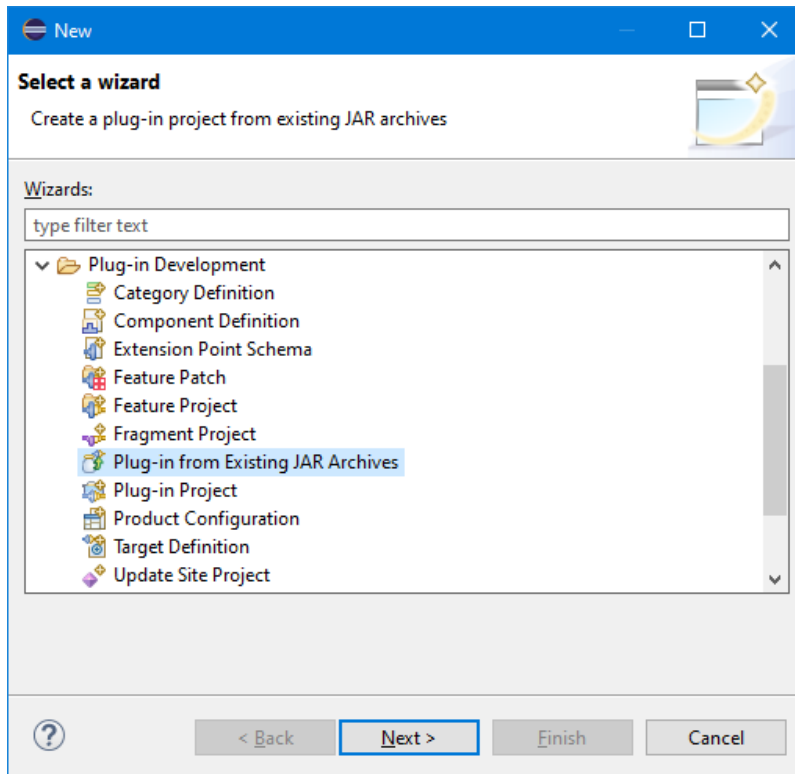 New
Select a wizard
Create a plug-in project from existing JAR archives
Wizards:
type filter text
Plug-in Development
Category Definition
Component Definition
Extension Point Schema
Feature Patch
Feature Project
Fragment Project
Plug-in from Existing JAR Archives
Plug-in Project
Product Configuration
Target Definition
Update Site Project
? < Back Next > Finish Cancel